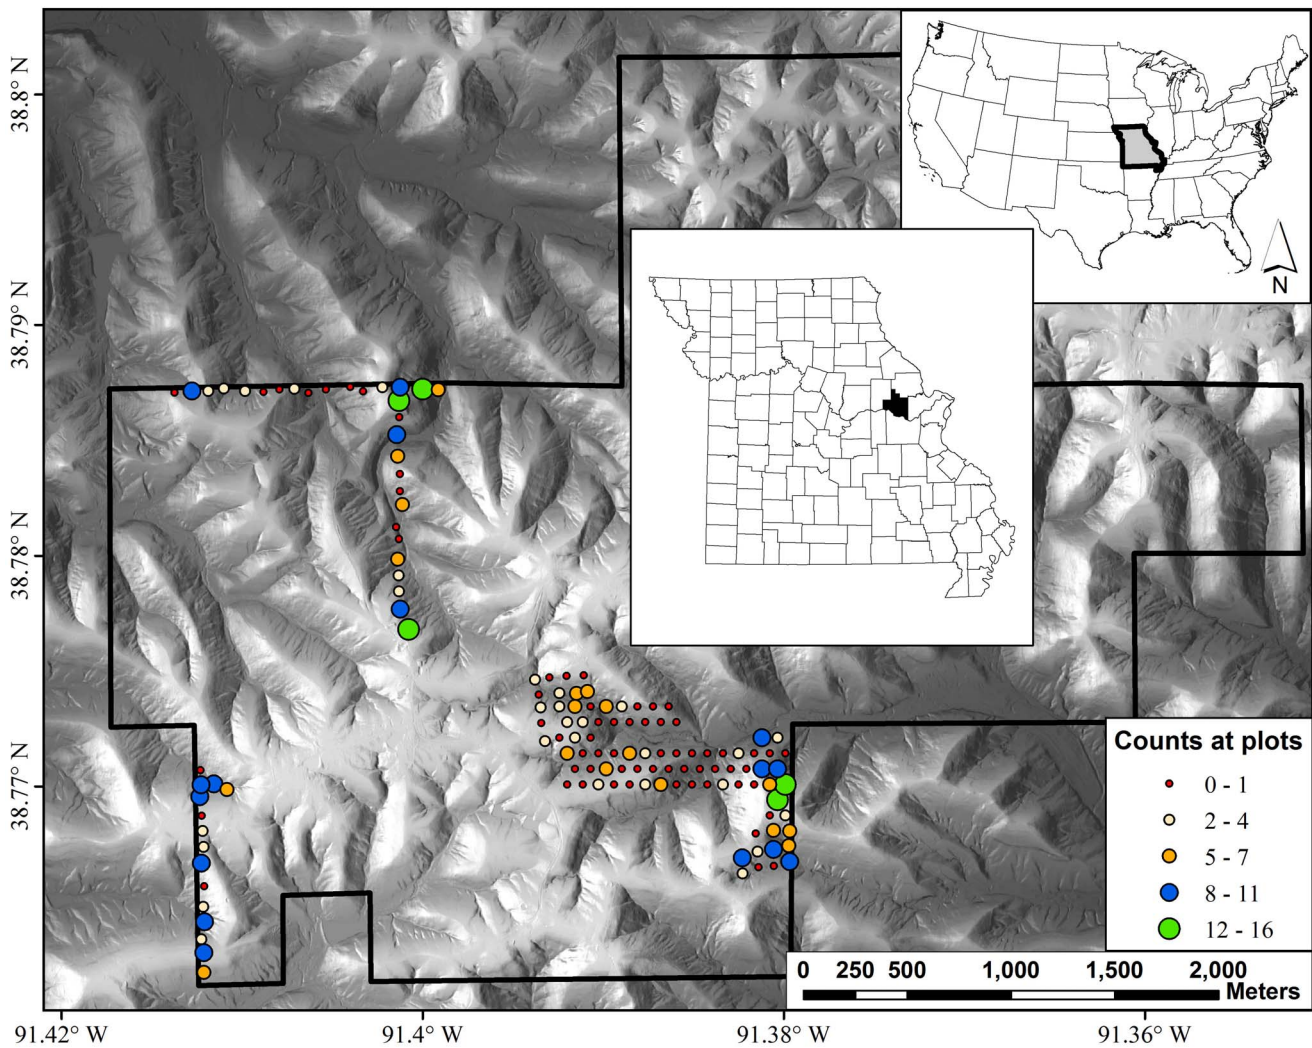 N
38.8° N
38.79° N
38.78° N
38.77° N
Counts at plots
0 - 1
2 - 4
5 - 7
8 - 11
12 - 16
0 250 500 1,000 1,500 2,000
Meters
91.42° W 91.4° W 91.38° W 91.36° W